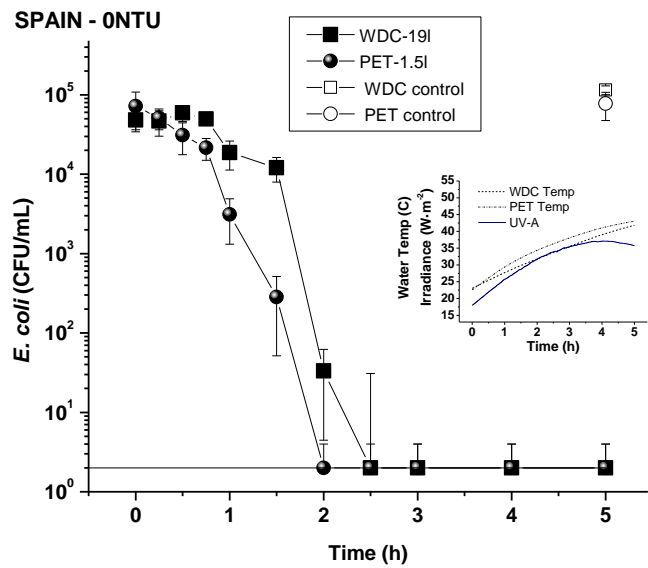 SPAIN - 0NTU
WDC-19l
PET-1.5l
WDC control
PET control
10⁵
10⁴
10³
10²
10¹
10⁰
E. coli (CFU/mL)
0
1
2
3
4
5
Time (h)
WDC Temp
PET Temp
UV-A
55
50
45
40
35
30
25
20
15
Water Temp (C)
Irradiance (W·m⁻²)
0
1
2
3
4
5
Time (h)